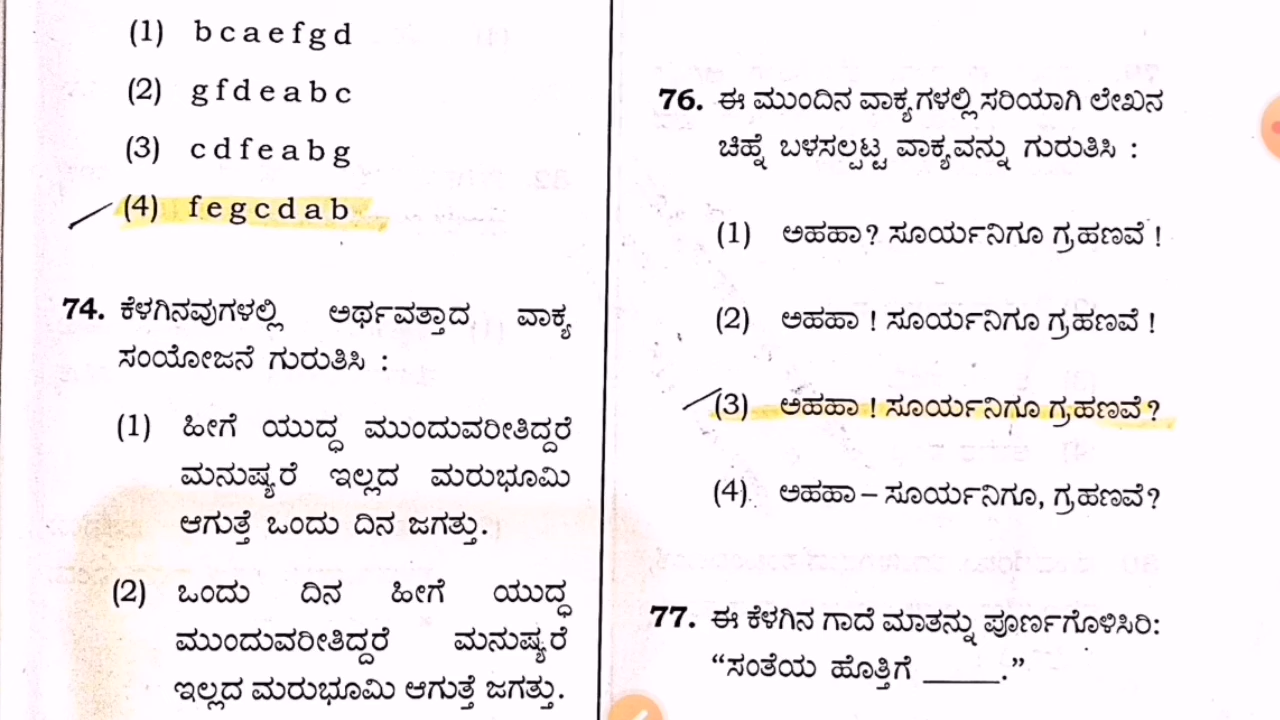 (1) b c a e f g d
(2) g f d e a b c
(3) c d f e a b g
(4) f e g c d a b
74. ಕೆಳಗಿನವುಗಳಲ್ಲಿ ಅರ್ಥವತ್ತಾದ ವಾಕ್ಯ
ಸಂಯೋಜನೆ ಗುರುತಿಸಿ :
(1) ಹೀಗೆ ಯುದ್ಧ ಮುಂದುವರೀತಿದ್ದರೆ
ಮನುಷ್ಯರೆ ಇಲ್ಲದ ಮರುಭೂಮಿ
ಆಗುತ್ತೆ ಒಂದು ದಿನ ಜಗತ್ತು.
(2) ಒಂದು ದಿನ ಹೀಗೆ ಯುದ್ಧ
ಮುಂದುವರೀತಿದ್ದರೆ ಮನುಷ್ಯರೆ
ಇಲ್ಲದ ಮರುಭೂಮಿ ಆಗುತ್ತೆ ಜಗತ್ತು.
76. ಈ ಮುಂದಿನ ವಾಕ್ಯಗಳಲ್ಲಿ ಸರಿಯಾಗಿ ಲೇಖನ
ಚಿಹ್ನೆ ಬಳಸಲ್ಪಟ್ಟ ವಾಕ್ಯವನ್ನು ಗುರುತಿಸಿ :
(1) ಅಹಹಾ? ಸೂರ್ಯನಿಗೂ ಗ್ರಹಣವೆ !
(2) ಅಹಹಾ ! ಸೂರ್ಯನಿಗೂ ಗ್ರಹಣವೆ !
(3) ಅಹಹಾ ! ಸೂರ್ಯನಿಗೂ ಗ್ರಹಣವೆ?
(4) ಅಹಹಾ – ಸೂರ್ಯನಿಗೂ, ಗ್ರಹಣವೆ?
77. ಈ ಕೆಳಗಿನ ಗಾದೆ ಮಾತನ್ನು ಪೂರ್ಣಗೊಳಿಸಿರಿ:
“ಸಂತೆಯ ಹೊತ್ತಿಗೆ _____.”